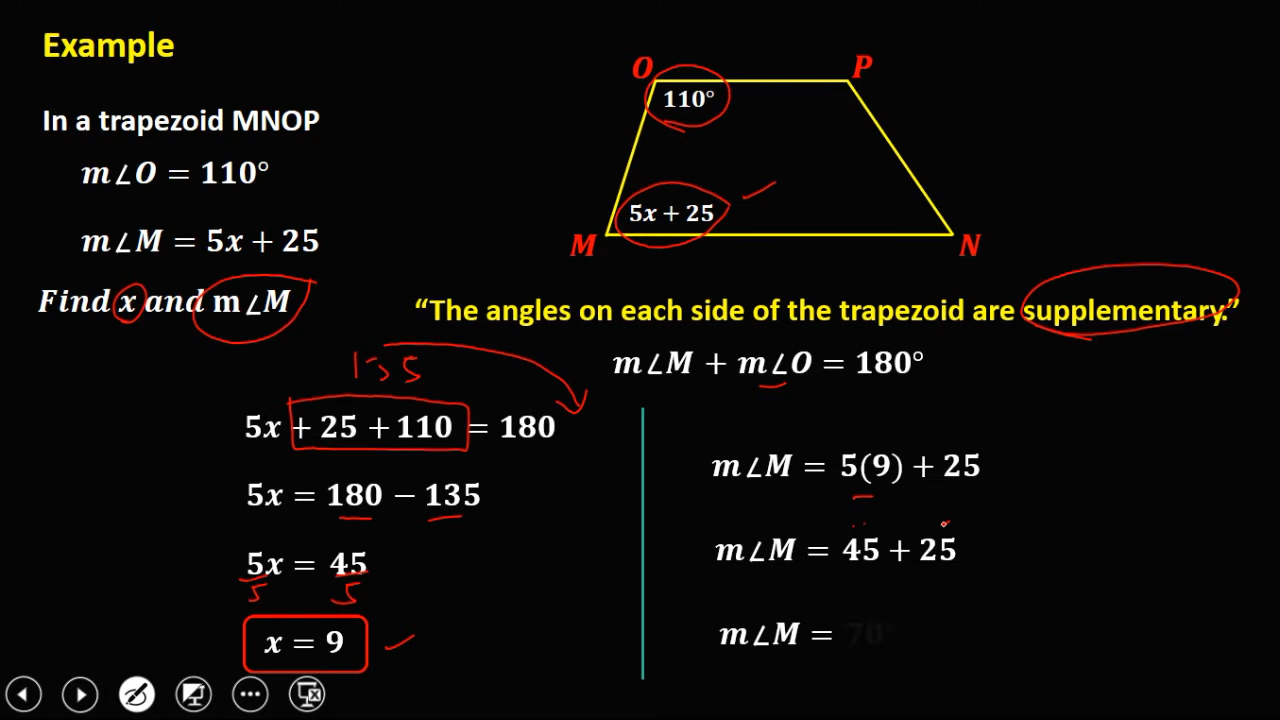 Example
In a trapezoid MNOP
m∠O = 110°
m∠M = 5x + 25
Find x and m∠M
O
P
110°
5x + 25
M
N
“The angles on each side of the trapezoid are supplementary.”
m∠M + m∠O = 180°
135
5x + 25 + 110 = 180
5x = 180 − 135
5x = 45
5 5
x = 9
m∠M = 5(9) + 25
m∠M = 45 + 25
m∠M = 70°